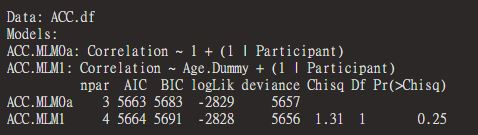 Data: ACC.df
Models:
ACC.MLM0a: Correlation ~ 1 + (1 | Participant)
ACC.MLM1: Correlation ~ Age.Dummy + (1 | Participant)
npar AIC BIC logLik deviance Chisq Df Pr(>Chisq)
ACC.MLM0a 3 5663 5683 -2829 5657
ACC.MLM1 4 5664 5691 -2828 5656 1.31 1 0.25